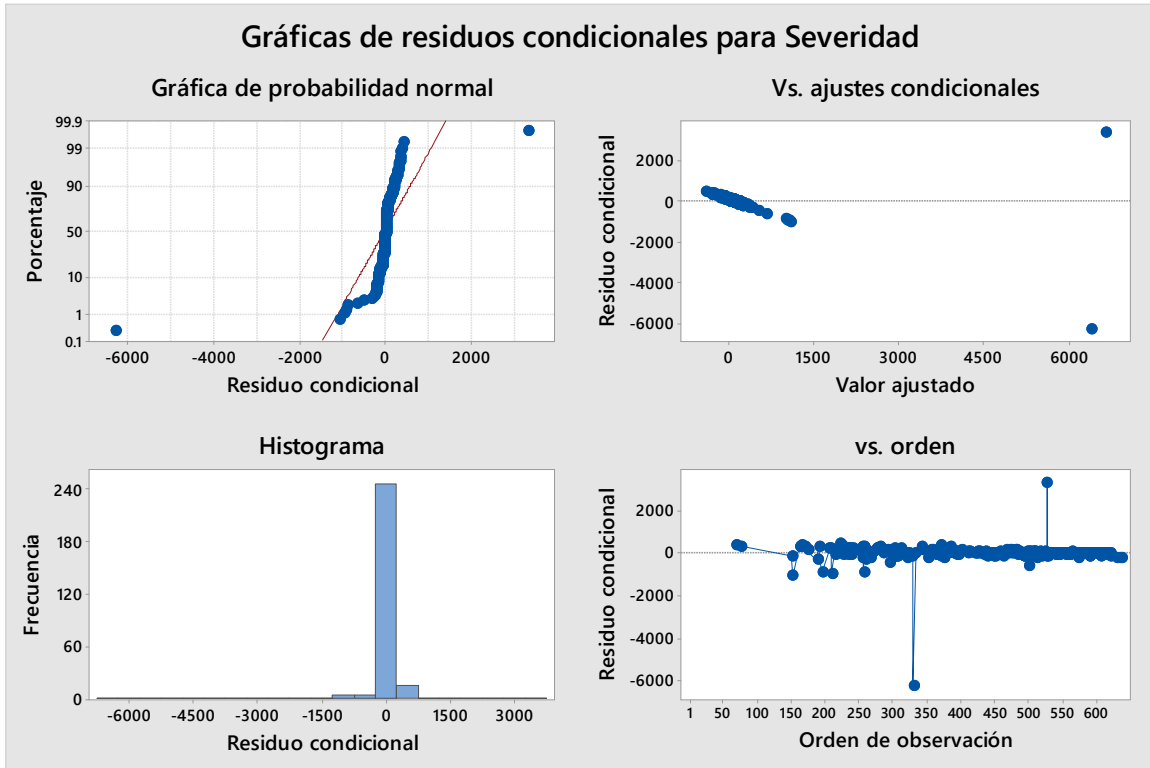 Gráficas de residuos condicionales para Severidad
Gráfica de probabilidad normal
99.9
99
90
50
10
1
0.1
Porcentaje
-6000 -4000 -2000 0 2000
Residuo condicional
Vs. ajustes condicionales
2000
0
-2000
-4000
-6000
Residuo condicional
0 1500 3000 4500 6000
Valor ajustado
Histograma
240
180
120
60
0
Frecuencia
-6000 -4500 -3000 -1500 0 1500 3000
Residuo condicional
vs. orden
2000
0
-2000
-4000
-6000
Residuo condicional
1 50 100 150 200 250 300 350 400 450 500 550 600
Orden de observación